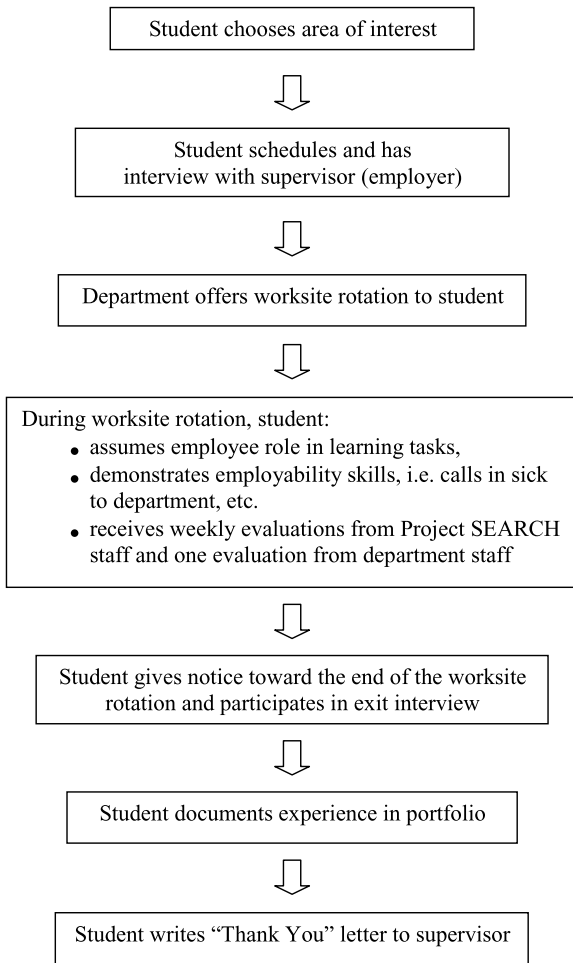 Student chooses area of interest
Student schedules and has
interview with supervisor (employer)
Department offers worksite rotation to student
During worksite rotation, student:
• assumes employee role in learning tasks,
• demonstrates employability skills, i.e. calls in sick
to department, etc.
• receives weekly evaluations from Project SEARCH
staff and one evaluation from department staff
Student gives notice toward the end of the worksite
rotation and participates in exit interview
Student documents experience in portfolio
Student writes “Thank You” letter to supervisor